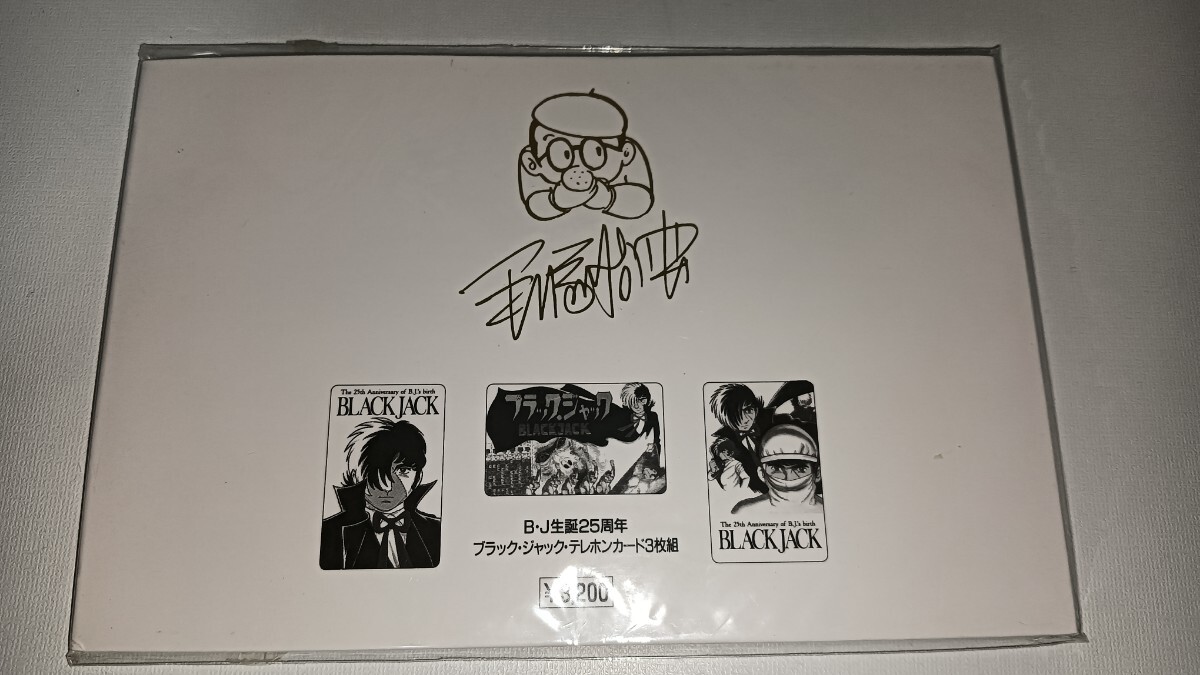 手塚治虫
The 25th Anniversary of B.J.'s birth
BLACK JACK
ブラック・ジャック
BLACK JACK
The 25th Anniversary of B.J.'s birth
BLACK JACK
B・J生誕25周年
ブラック・ジャック・テレホンカード3枚組
¥3,200